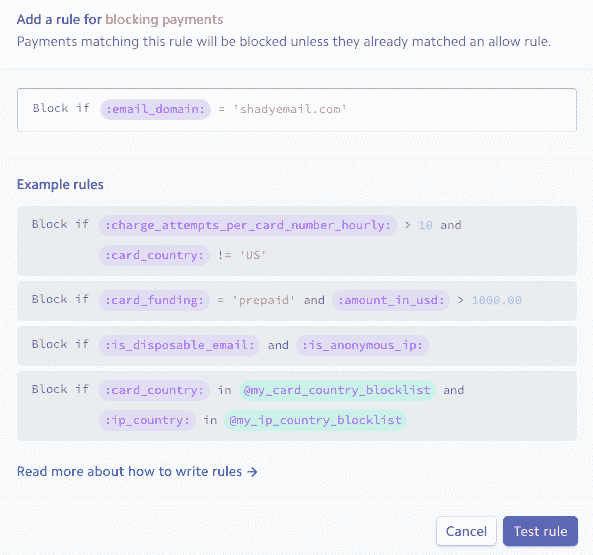 Add a rule for blocking payments
Payments matching this rule will be blocked unless they already matched an allow rule.
Block if :email_domain: = 'shadyemail.com'
Example rules
Block if :charge_attempts_per_card_number_hourly: > 10 and
:card_country: != 'US'
Block if :card_funding: = 'prepaid' and :amount_in_usd: > 1000.00
Block if :is_disposable_email: and :is_anonymous_ip:
Block if :card_country: in @my_card_country_blocklist and
:ip_country: in @my_ip_country_blocklist
Read more about how to write rules →
Cancel Test rule